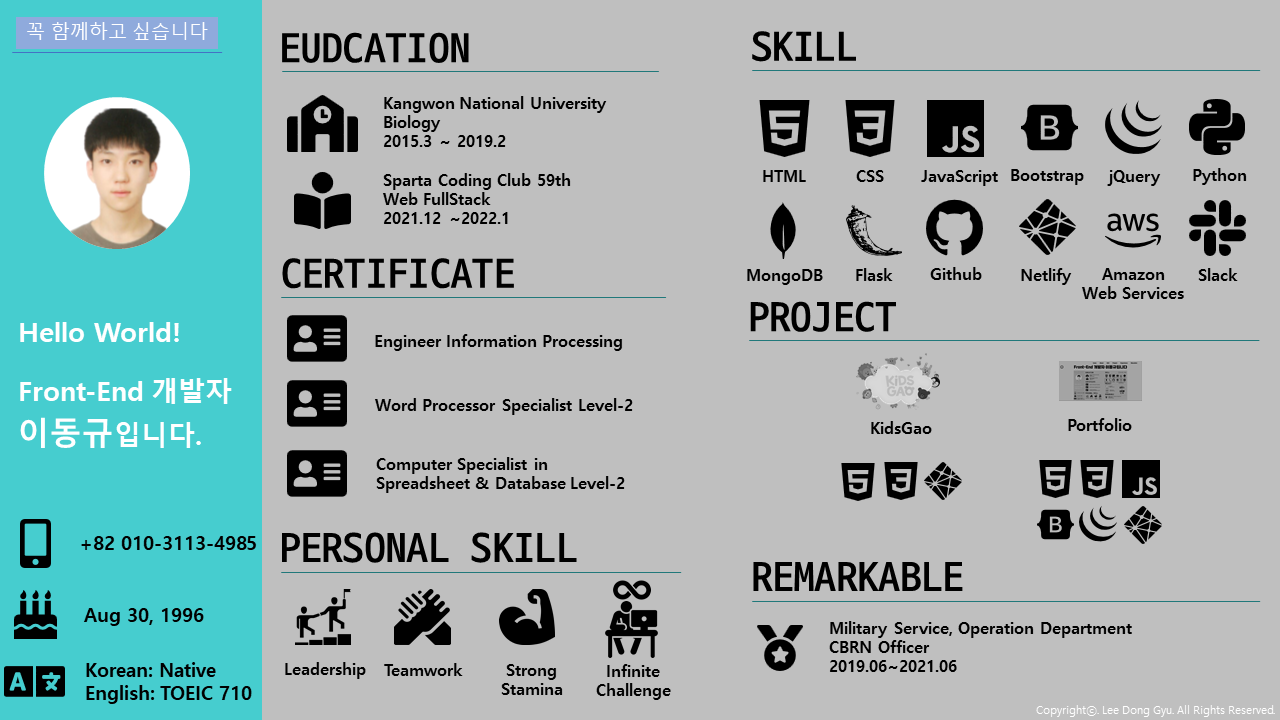 꼭 함께하고 싶습니다
Hello World!
Front-End 개발자
이동규입니다.
+82 010-3113-4985
Aug 30, 1996
Korean: Native
English: TOEIC 710
EUDCATION
Kangwon National University
Biology
2015.3 ~ 2019.2
Sparta Coding Club 59th
Web FullStack
2021.12 ~2022.1
CERTIFICATE
Engineer Information Processing
Word Processor Specialist Level-2
Computer Specialist in
Spreadsheet & Database Level-2
PERSONAL SKILL
Leadership
Teamwork
Strong
Stamina
Infinite
Challenge
SKILL
JS
B
HTML
CSS
JavaScript
Bootstrap
jQuery
Python
aws
MongoDB
Flask
Github
Netlify
Amazon
Web Services
Slack
PROJECT
KIDS
GAO
KidsGao
Portfolio
JS
B
REMARKABLE
Military Service, Operation Department
CBRN Officer
2019.06~2021.06
Copyrightⓒ. Lee Dong Gyu. All Rights Reserved.